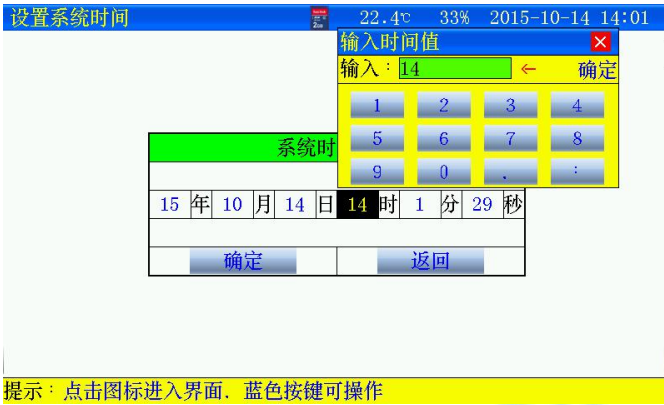 设置系统时间 22.4℃ 33% 2015-10-14 14:01
输入时间值
输入：14 ← 确定
1 2 3 4
5 6 7 8
9 0 . :
系统时
15 年 10 月 14 日 14 时 1 分 29 秒
确定 返回
提示：点击图标进入界面．蓝色按键可操作